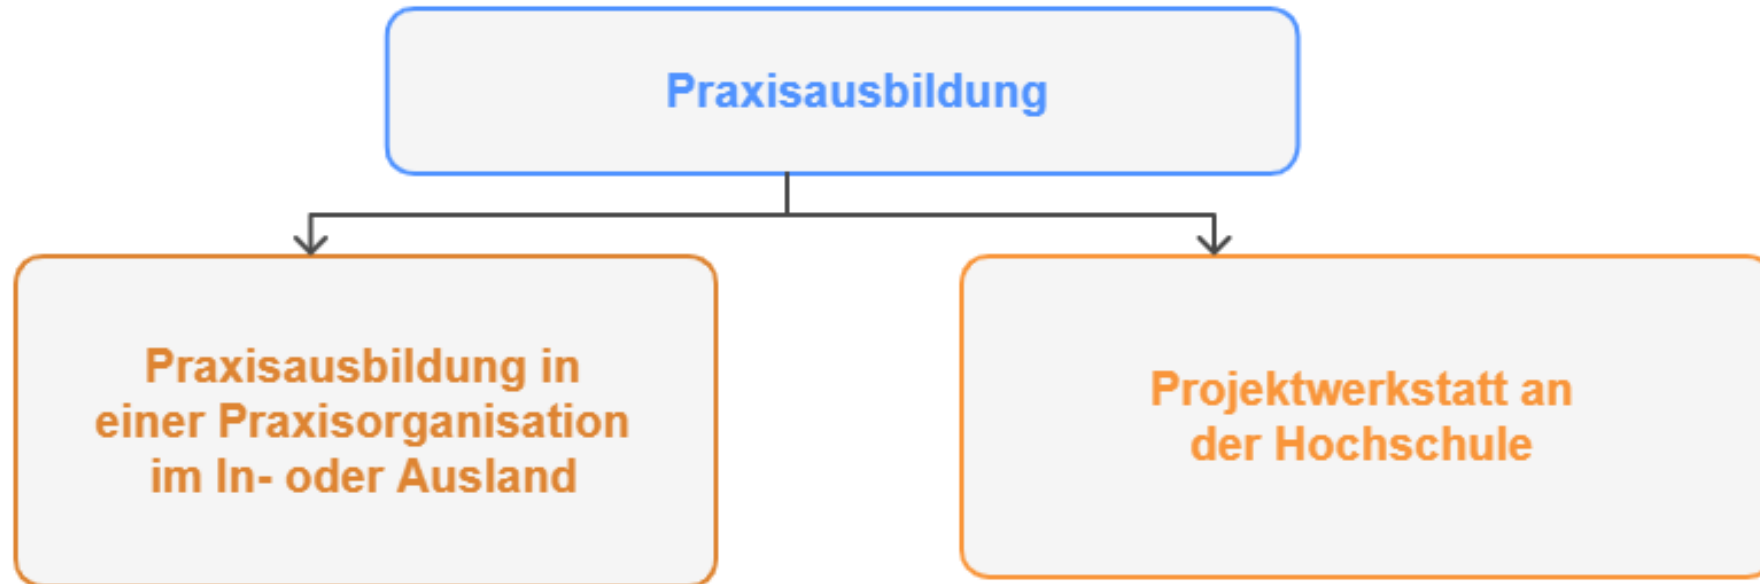 Praxisausbildung
Praxisausbildung in
einer Praxisorganisation
im In- oder Ausland
Projektwerkstatt an
der Hochschule